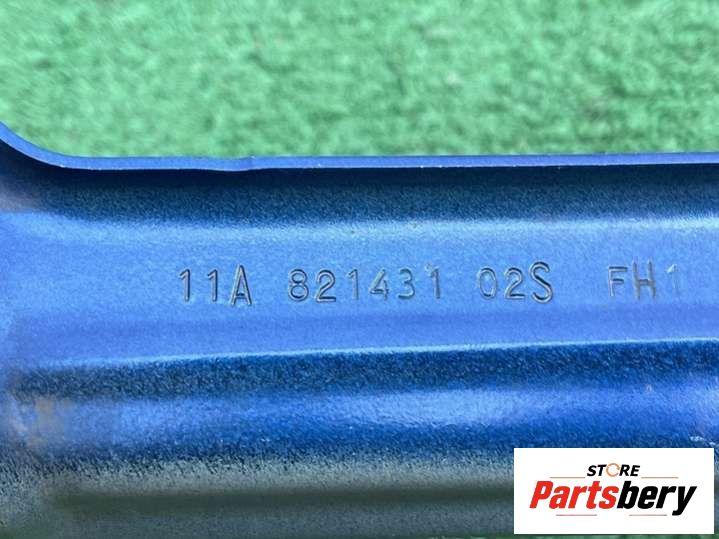 11A 821431 02S FH1
STORE
Partsbery